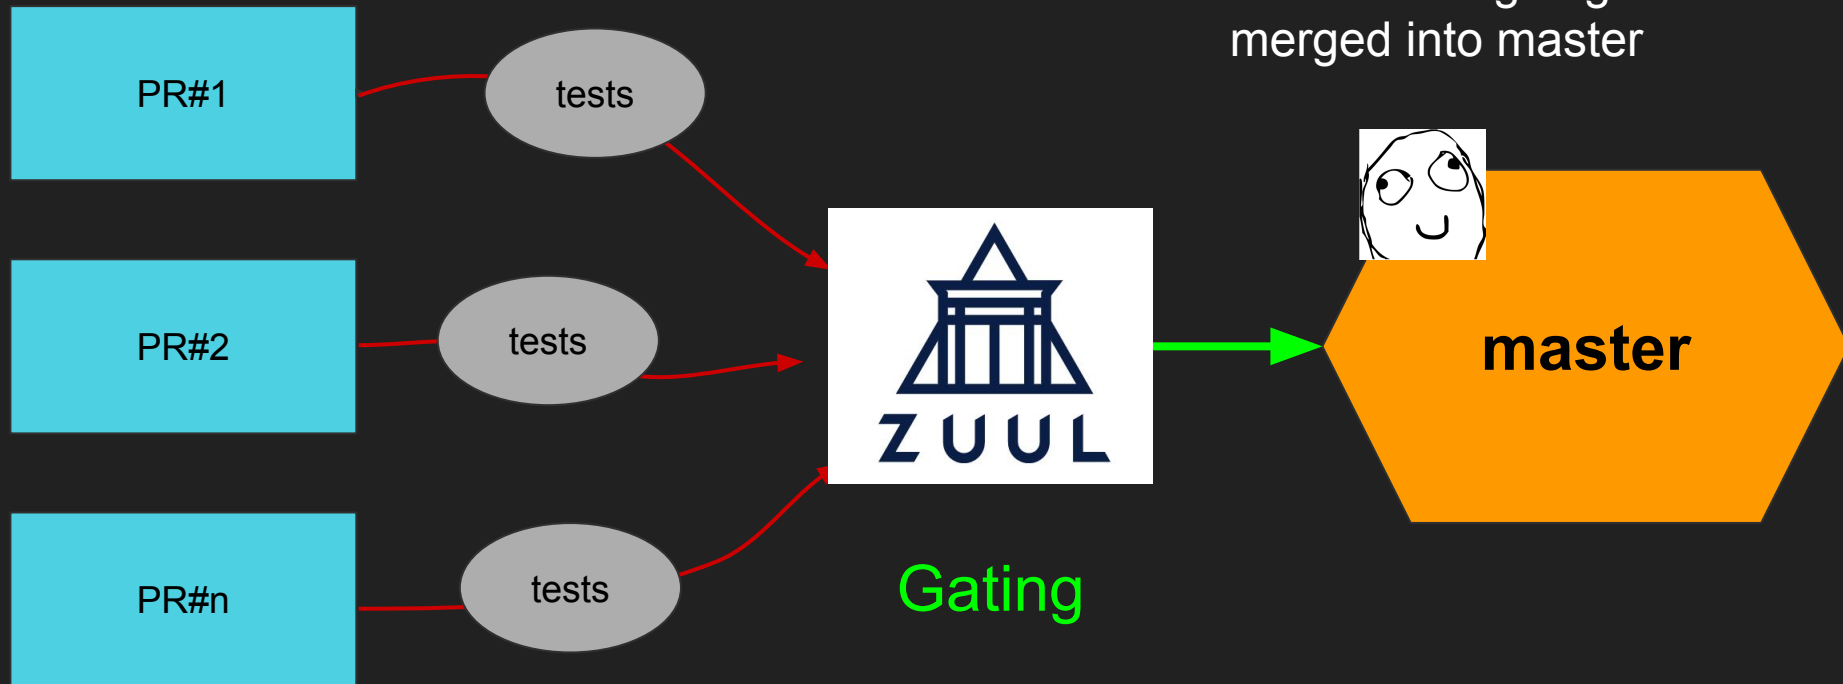 merged into master
PR#1
tests
PR#2
tests
ZUUL
master
PR#n
tests
Gating